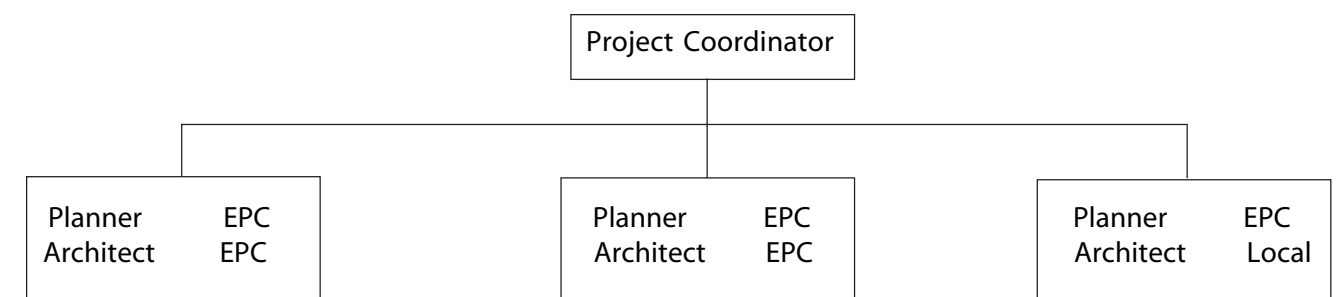 Project Coordinator
Planner EPC
Architect EPC
Planner EPC
Architect EPC
Planner EPC
Architect Local